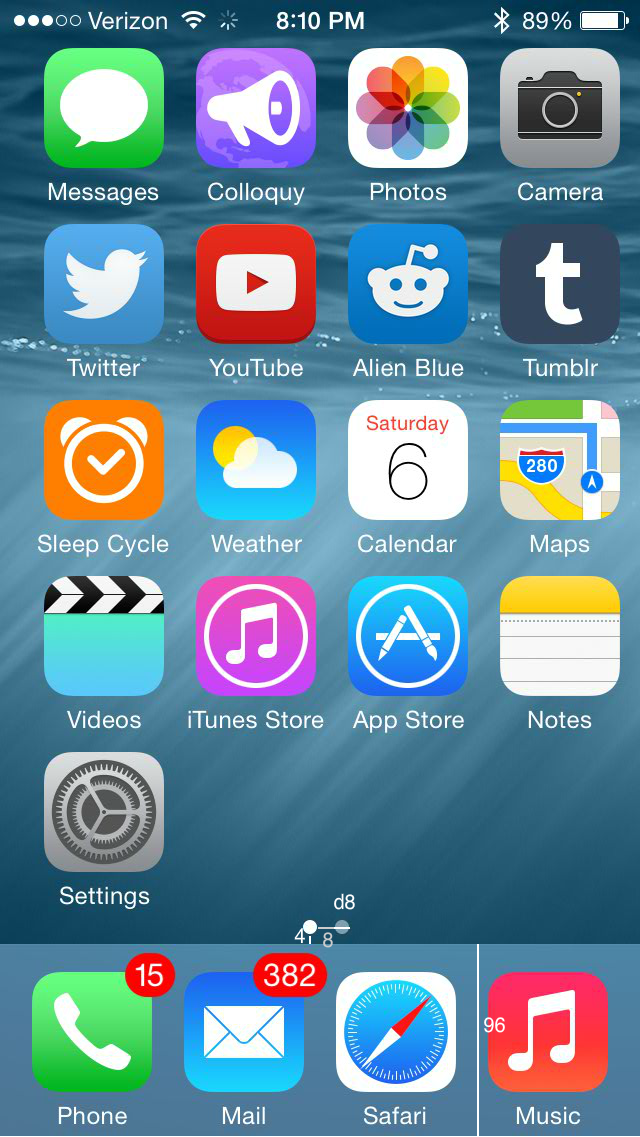 Verizon 8:10 PM 89%
Messages Colloquy Photos Camera
Twitter YouTube Alien Blue Tumblr
Saturday
6
280
Sleep Cycle Weather Calendar Maps
Videos iTunes Store App Store Notes
Settings
d8
4 8
15 382
96
Phone Mail Safari Music